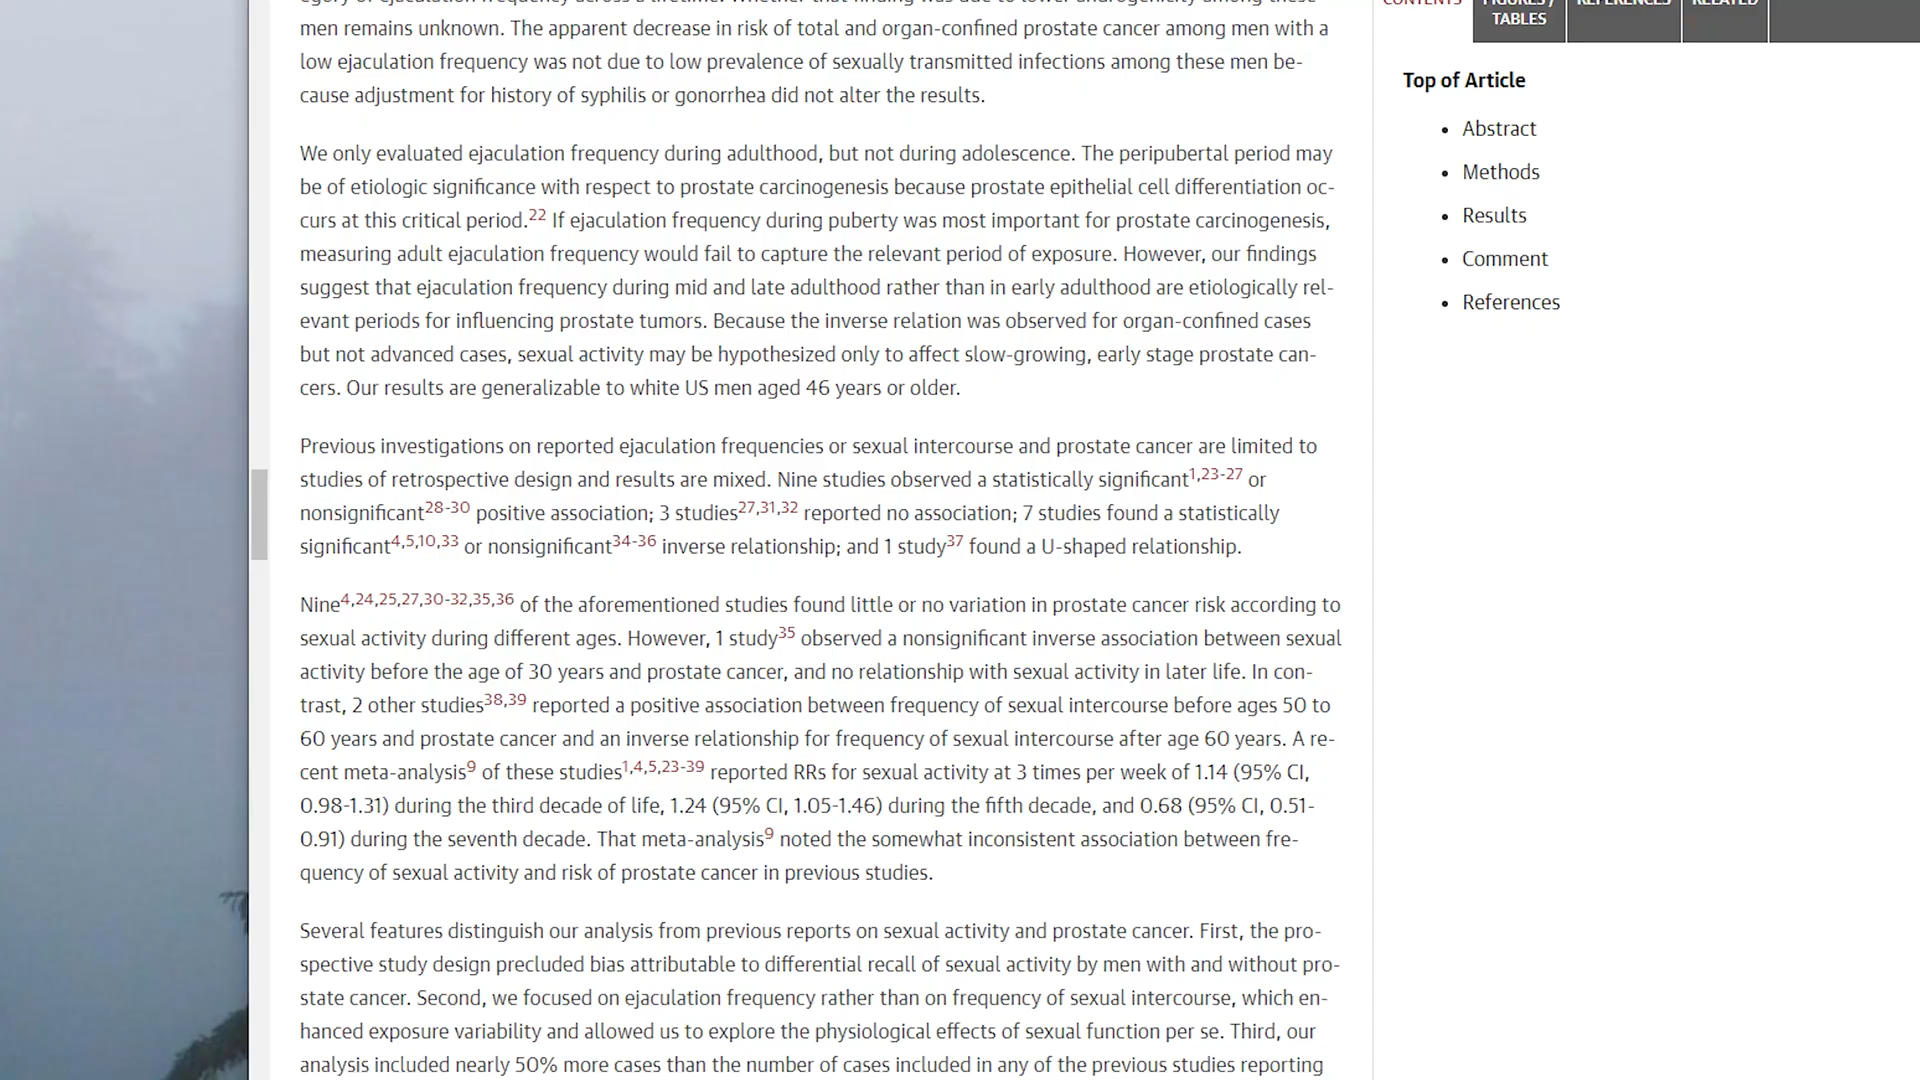 egory of ejaculation frequency across a lifetime. Whether that finding was due to lower androgenicity among these
men remains unknown. The apparent decrease in risk of total and organ-confined prostate cancer among men with a
low ejaculation frequency was not due to low prevalence of sexually transmitted infections among these men be-
cause adjustment for history of syphilis or gonorrhea did not alter the results.
We only evaluated ejaculation frequency during adulthood, but not during adolescence. The peripubertal period may
be of etiologic significance with respect to prostate carcinogenesis because prostate epithelial cell differentiation oc-
curs at this critical period.22 If ejaculation frequency during puberty was most important for prostate carcinogenesis,
measuring adult ejaculation frequency would fail to capture the relevant period of exposure. However, our findings
suggest that ejaculation frequency during mid and late adulthood rather than in early adulthood are etiologically rel-
evant periods for influencing prostate tumors. Because the inverse relation was observed for organ-confined cases
but not advanced cases, sexual activity may be hypothesized only to affect slow-growing, early stage prostate can-
cers. Our results are generalizable to white US men aged 46 years or older.
Previous investigations on reported ejaculation frequencies or sexual intercourse and prostate cancer are limited to
studies of retrospective design and results are mixed. Nine studies observed a statistically significant1,23-27 or
nonsignificant28-30 positive association; 3 studies27,31,32 reported no association; 7 studies found a statistically
significant4,5,10,33 or nonsignificant34-36 inverse relationship; and 1 study37 found a U-shaped relationship.
Nine4,24,25,27,30-32,35,36 of the aforementioned studies found little or no variation in prostate cancer risk according to
sexual activity during different ages. However, 1 study35 observed a nonsignificant inverse association between sexual
activity before the age of 30 years and prostate cancer, and no relationship with sexual activity in later life. In con-
trast, 2 other studies38,39 reported a positive association between frequency of sexual intercourse before ages 50 to
60 years and prostate cancer and an inverse relationship for frequency of sexual intercourse after age 60 years. A re-
cent meta-analysis9 of these studies1,4,5,23-39 reported RRs for sexual activity at 3 times per week of 1.14 (95% CI,
0.98-1.31) during the third decade of life, 1.24 (95% CI, 1.05-1.46) during the fifth decade, and 0.68 (95% CI, 0.51-
0.91) during the seventh decade. That meta-analysis9 noted the somewhat inconsistent association between fre-
quency of sexual activity and risk of prostate cancer in previous studies.
Several features distinguish our analysis from previous reports on sexual activity and prostate cancer. First, the pro-
spective study design precluded bias attributable to differential recall of sexual activity by men with and without pro-
state cancer. Second, we focused on ejaculation frequency rather than on frequency of sexual intercourse, which en-
hanced exposure variability and allowed us to explore the physiological effects of sexual function per se. Third, our
analysis included nearly 50% more cases than the number of cases included in any of the previous studies reporting
CONTENTS
FIGURES /
TABLES
REFERENCES
RELATED
Top of Article
Abstract
Methods
Results
Comment
References